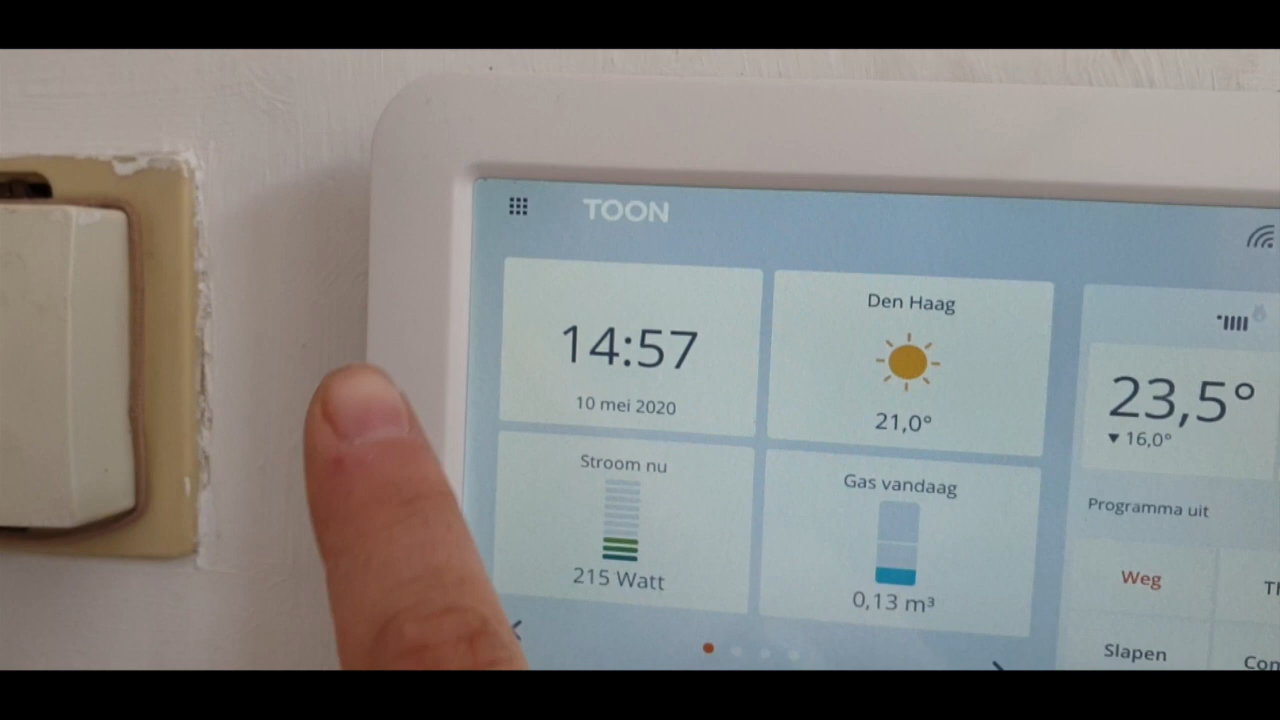 TOON
14:57
10 mei 2020
Den Haag
21,0°
Stroom nu
215 Watt
Gas vandaag
0,13 m³
23,5°
▼ 16,0°
Programma uit
Weg
Slapen